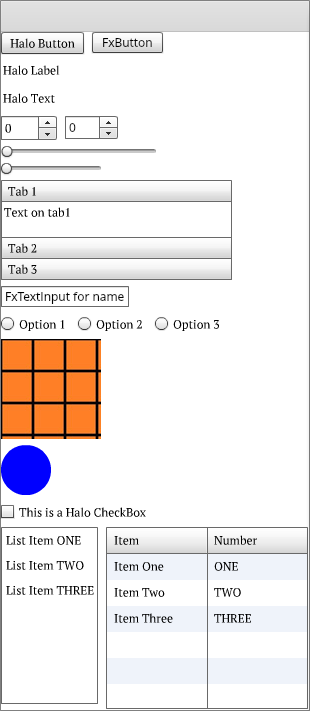 Halo Button FxButton
Halo Label
Halo Text
0 0
Tab 1
Text on tab1
Tab 2
Tab 3
FxTextInput for name
Option 1 Option 2 Option 3
This is a Halo CheckBox
List Item ONE
List Item TWO
List Item THREE
Item Number
Item One ONE
Item Two TWO
Item Three THREE